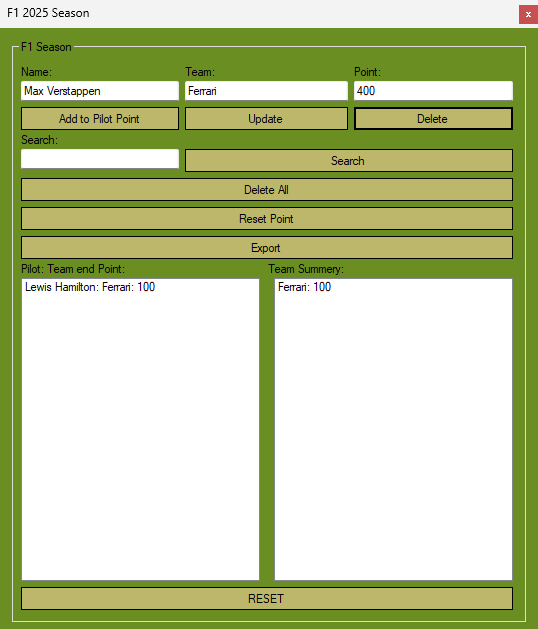 F1 2025 Season
x
F1 Season
Name: Team: Point:
Max Verstappen Ferrari 400
Add to Pilot Point Update Delete
Search:
Search
Delete All
Reset Point
Export
Pilot: Team end Point: Team Summery:
Lewis Hamilton: Ferrari: 100 Ferrari: 100
RESET